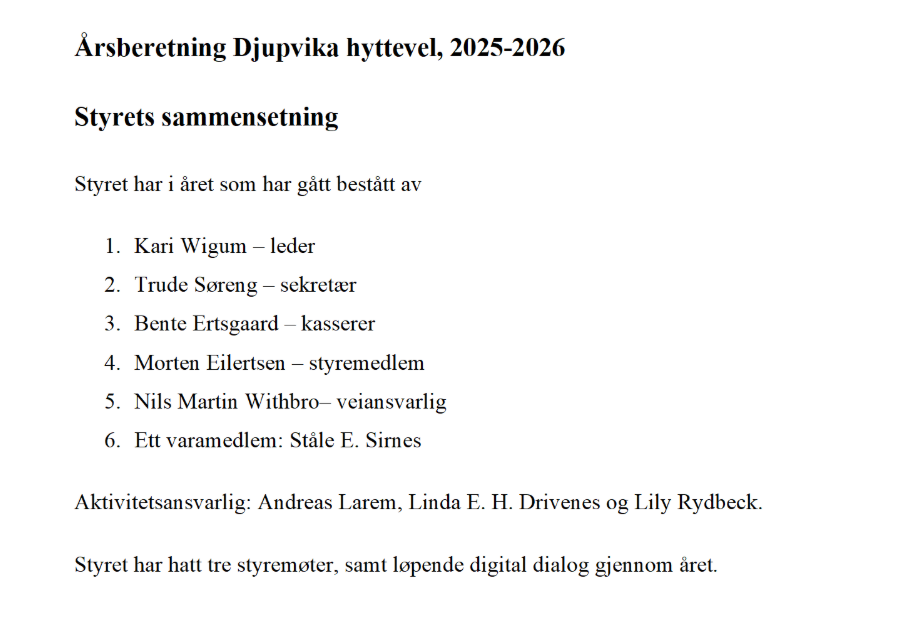 Årsberetning Djupvika hyttevel, 2025-2026
Styrets sammensetning
Styret har i året som har gått bestått av
1. Kari Wigum – leder
2. Trude Søreng – sekretær
3. Bente Ertsgaard – kasserer
4. Morten Eilertsen – styremedlem
5. Nils Martin Withbro– veiansvarlig
6. Ett varamedlem: Ståle E. Sirnes
Aktivitetsansvarlig: Andreas Larem, Linda E. H. Drivenes og Lily Rydbeck.
Styret har hatt tre styremøter, samt løpende digital dialog gjennom året.